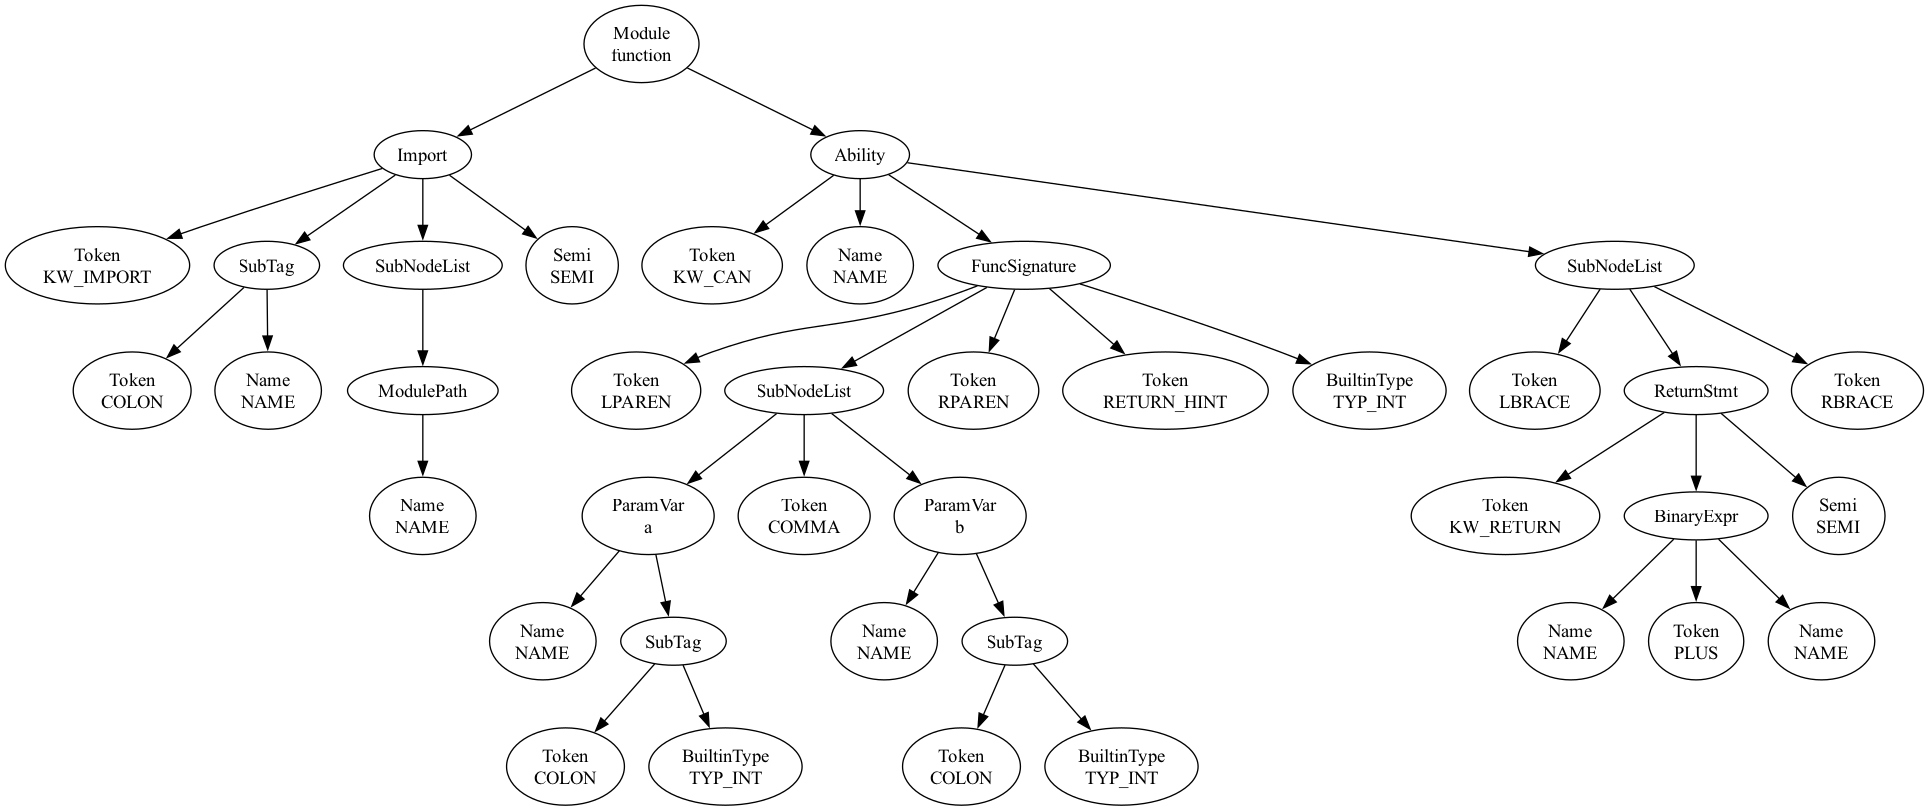 Module
function
Import
Ability
Token
KW_IMPORT
SubTag
SubNodeList
Semi
SEMI
Token
KW_CAN
Name
NAME
FuncSignature
SubNodeList
Token
COLON
Name
NAME
ModulePath
Token
LPAREN
SubNodeList
Token
RPAREN
Token
RETURN_HINT
BuiltinType
TYP_INT
Token
LBRACE
ReturnStmt
Token
RBRACE
Name
NAME
ParamVar
a
Token
COMMA
ParamVar
b
Token
KW_RETURN
BinaryExpr
Semi
SEMI
Name
NAME
SubTag
Name
NAME
SubTag
Name
NAME
Token
PLUS
Name
NAME
Token
COLON
BuiltinType
TYP_INT
Token
COLON
BuiltinType
TYP_INT